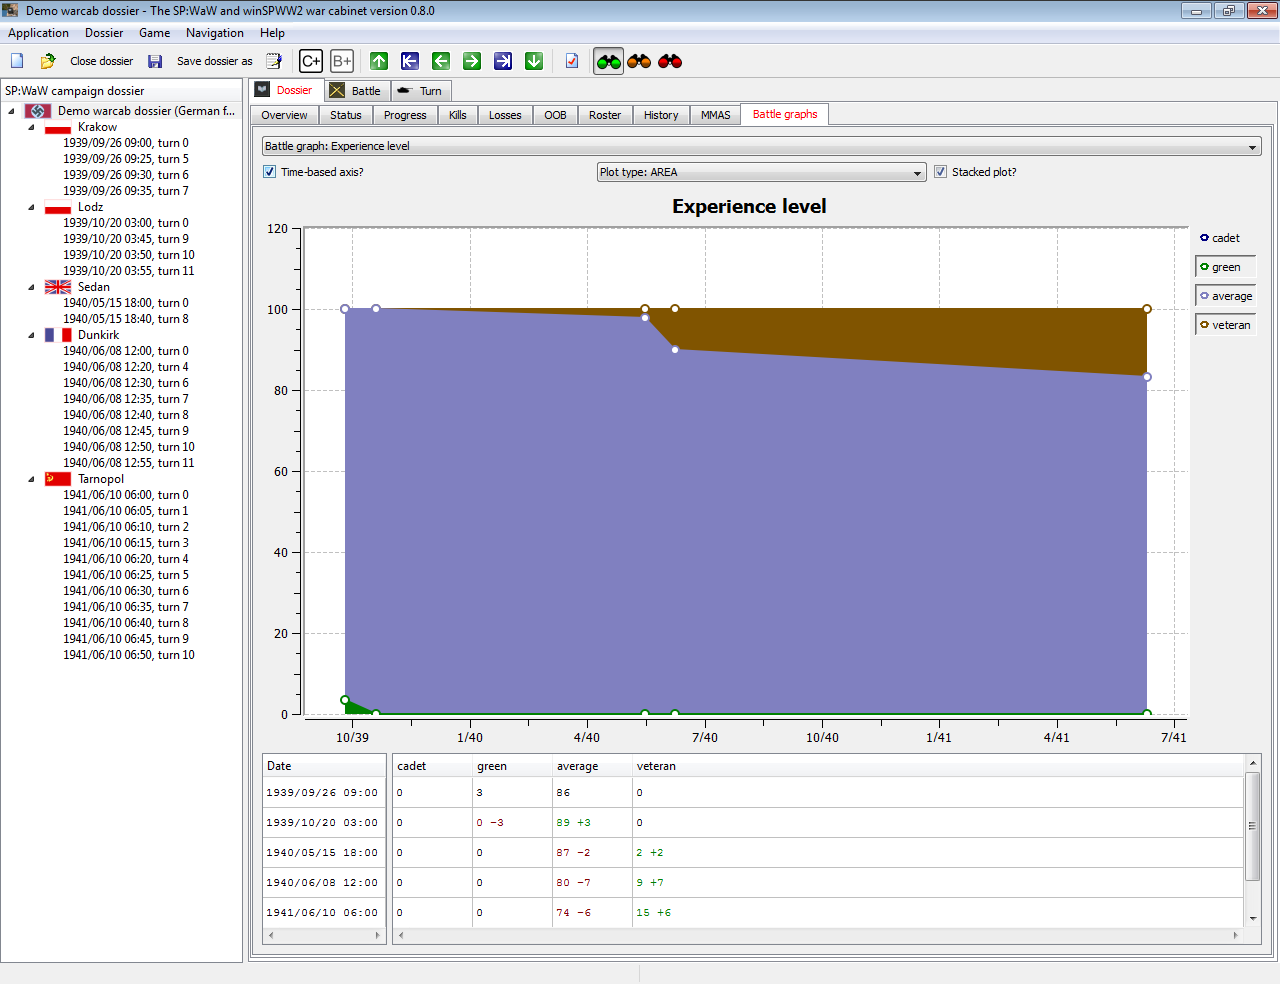 Demo warcab dossier - The SP:WaW and winSPWW2 war cabinet version 0.8.0
Application Dossier Game Navigation Help
Close dossier Save dossier as C+ B+
SP:WaW campaign dossier
Demo warcab dossier (German f...
Krakow
1939/09/26 09:00, turn 0
1939/09/26 09:25, turn 5
1939/09/26 09:30, turn 6
1939/09/26 09:35, turn 7
Lodz
1939/10/20 03:00, turn 0
1939/10/20 03:45, turn 9
1939/10/20 03:50, turn 10
1939/10/20 03:55, turn 11
Sedan
1940/05/15 18:00, turn 0
1940/05/15 18:40, turn 8
Dunkirk
1940/06/08 12:00, turn 0
1940/06/08 12:20, turn 4
1940/06/08 12:30, turn 6
1940/06/08 12:35, turn 7
1940/06/08 12:40, turn 8
1940/06/08 12:45, turn 9
1940/06/08 12:50, turn 10
1940/06/08 12:55, turn 11
Tarnopol
1941/06/10 06:00, turn 0
1941/06/10 06:05, turn 1
1941/06/10 06:10, turn 2
1941/06/10 06:15, turn 3
1941/06/10 06:20, turn 4
1941/06/10 06:25, turn 5
1941/06/10 06:30, turn 6
1941/06/10 06:35, turn 7
1941/06/10 06:40, turn 8
1941/06/10 06:45, turn 9
1941/06/10 06:50, turn 10
Dossier Battle Turn
Overview Status Progress Kills Losses OOB Roster History MMAS Battle graphs
Battle graph: Experience level
Time-based axis? Plot type: AREA Stacked plot?
Experience level
120
100
80
60
40
20
0
10/39 1/40 4/40 7/40 10/40 1/41 4/41 7/41
cadet
green
average
veteran
Date cadet green average veteran
1939/09/26 09:00 0 3 86 0
1939/10/20 03:00 0 0 -3 89 +3 0
1940/05/15 18:00 0 0 87 -2 2 +2
1940/06/08 12:00 0 0 80 -7 9 +7
1941/06/10 06:00 0 0 74 -6 15 +6